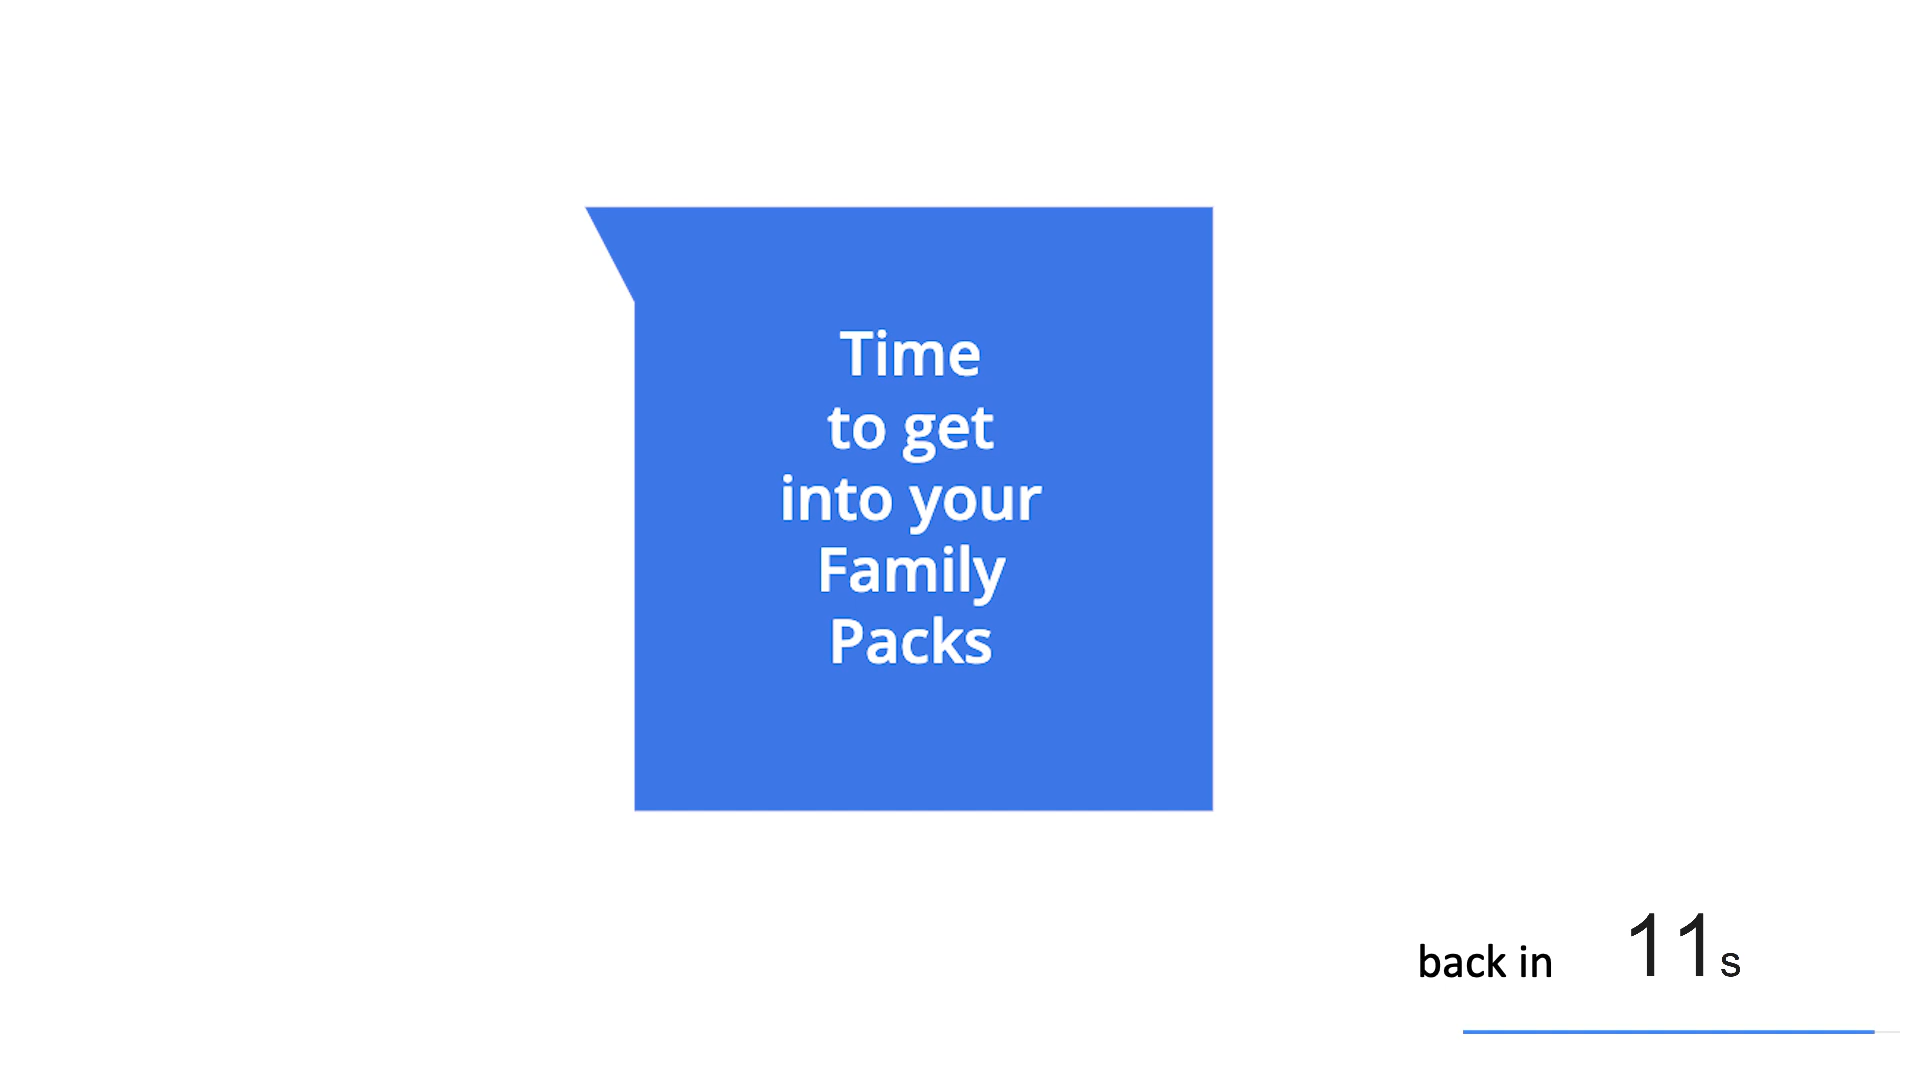 Time
to get
into your
Family
Packs
back in 11s